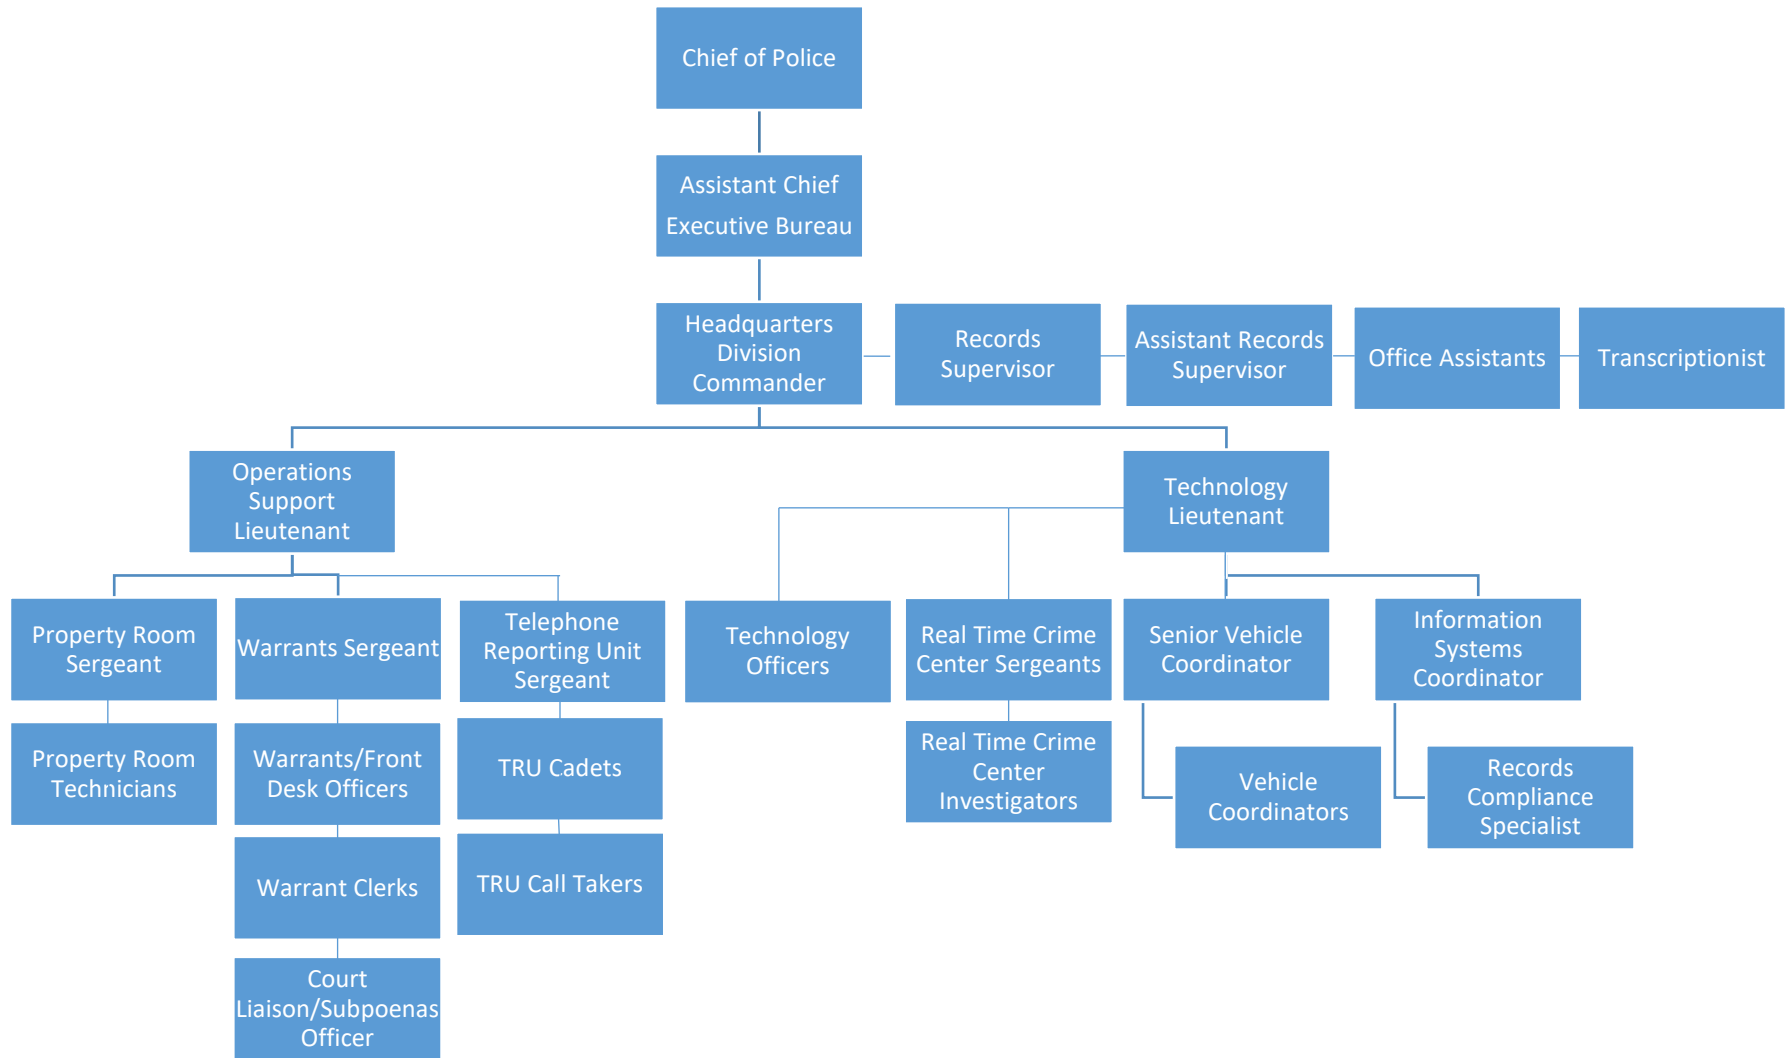 Chief of Police
Assistant Chief
Executive Bureau
Headquarters
Division
Commander
Records
Supervisor
Assistant Records
Supervisor
Office Assistants
Transcriptionist
Operations
Support
Lieutenant
Technology
Lieutenant
Property Room
Sergeant
Warrants Sergeant
Telephone
Reporting Unit
Sergeant
Technology
Officers
Real Time Crime
Center Sergeants
Senior Vehicle
Coordinator
Information
Systems
Coordinator
Property Room
Technicians
Warrants/Front
Desk Officers
TRU Cadets
Real Time Crime
Center
Investigators
Vehicle
Coordinators
Records
Compliance
Specialist
Warrant Clerks
TRU Call Takers
Court
Liaison/Subpoenas
Officer